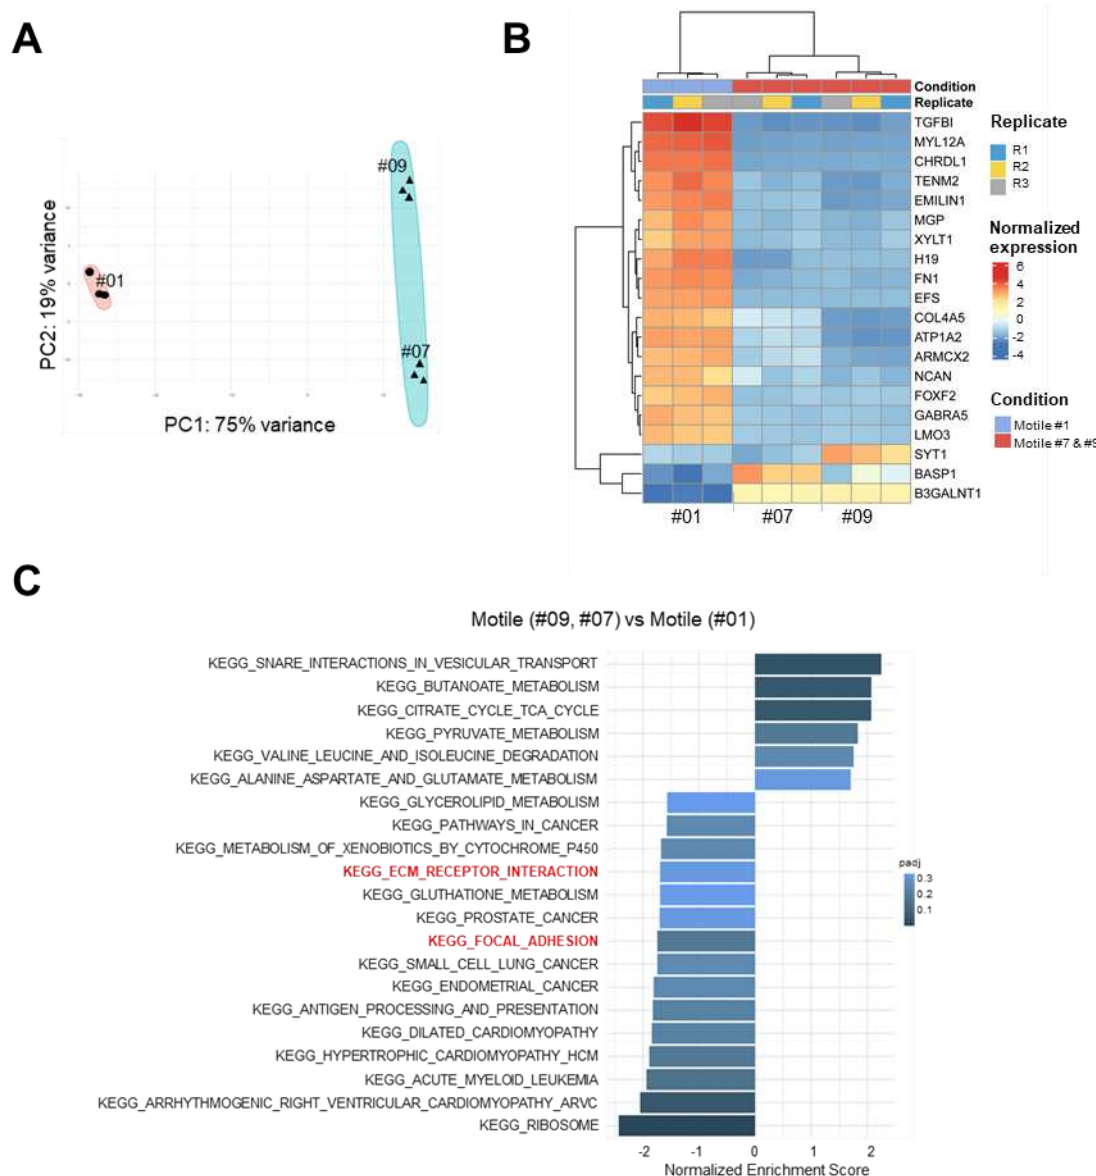 A
#09
#01
#07
PC2: 19% variance
PC1: 75% variance
B
Condition
Replicate
TGFBI
MYL12A
CHRDL1
TENM2
EMILIN1
MGP
XYLT1
H19
FN1
EFS
COL4A5
ATP1A2
ARMCX2
NCAN
FOXF2
GABRA5
LMO3
SYT1
BASP1
B3GALNT1
#01 #07 #09
Replicate
R1
R2
R3
Normalized
expression
6
4
2
0
-2
-4
Condition
Motile #1
Motile #7 & #9
C
Motile (#09, #07) vs Motile (#01)
KEGG_SNARE_INTERACTIONS_IN_VESICULAR_TRANSPORT
KEGG_BUTANOATE_METABOLISM
KEGG_CITRATE_CYCLE_TCA_CYCLE
KEGG_PYRUVATE_METABOLISM
KEGG_VALINE_LEUCINE_AND_ISOLEUCINE_DEGRADATION
KEGG_ALANINE_ASPARTATE_AND_GLUTAMATE_METABOLISM
KEGG_GLYCEROLIPID_METABOLISM
KEGG_PATHWAYS_IN_CANCER
KEGG_METABOLISM_OF_XENOBIOTICS_BY_CYTOCHROME_P450
KEGG_ECM_RECEPTOR_INTERACTION
KEGG_GLUTHATIONE_METABOLISM
KEGG_PROSTATE_CANCER
KEGG_FOCAL_ADHESION
KEGG_SMALL_CELL_LUNG_CANCER
KEGG_ENDOMETRIAL_CANCER
KEGG_ANTIGEN_PROCESSING_AND_PRESENTATION
KEGG_DILATED_CARDIOMYOPATHY
KEGG_HYPERTROPHIC_CARDIOMYOPATHY_HCM
KEGG_ACUTE_MYELOID_LEUKEMIA
KEGG_ARRHYTHMOGENIC_RIGHT_VENTRICULAR_CARDIOMYOPATHY_ARVC
KEGG_RIBOSOME
-2 -1 0 1 2
Normalized Enrichment Score
padj
0.3
0.2
0.1